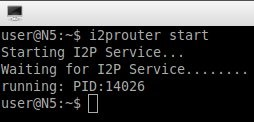 user@N5:~$ i2prouter start
Starting I2P Service...
Waiting for I2P Service........
running: PID:14026
user@N5:~$